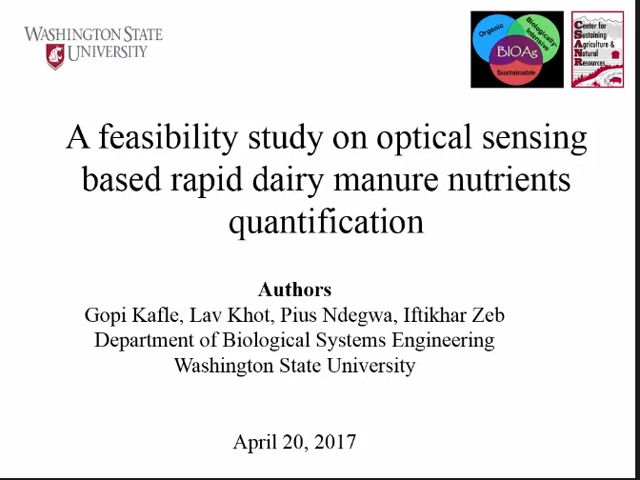 WASHINGTON STATE
UNIVERSITY
Organic
Biologically
Intensive
BIOAg
Sustainable
Center for
Sustaining
Agriculture &
Natural
Resources
A feasibility study on optical sensing
based rapid dairy manure nutrients
quantification
Authors
Gopi Kafle, Lav Khot, Pius Ndegwa, Iftikhar Zeb
Department of Biological Systems Engineering
Washington State University
April 20, 2017